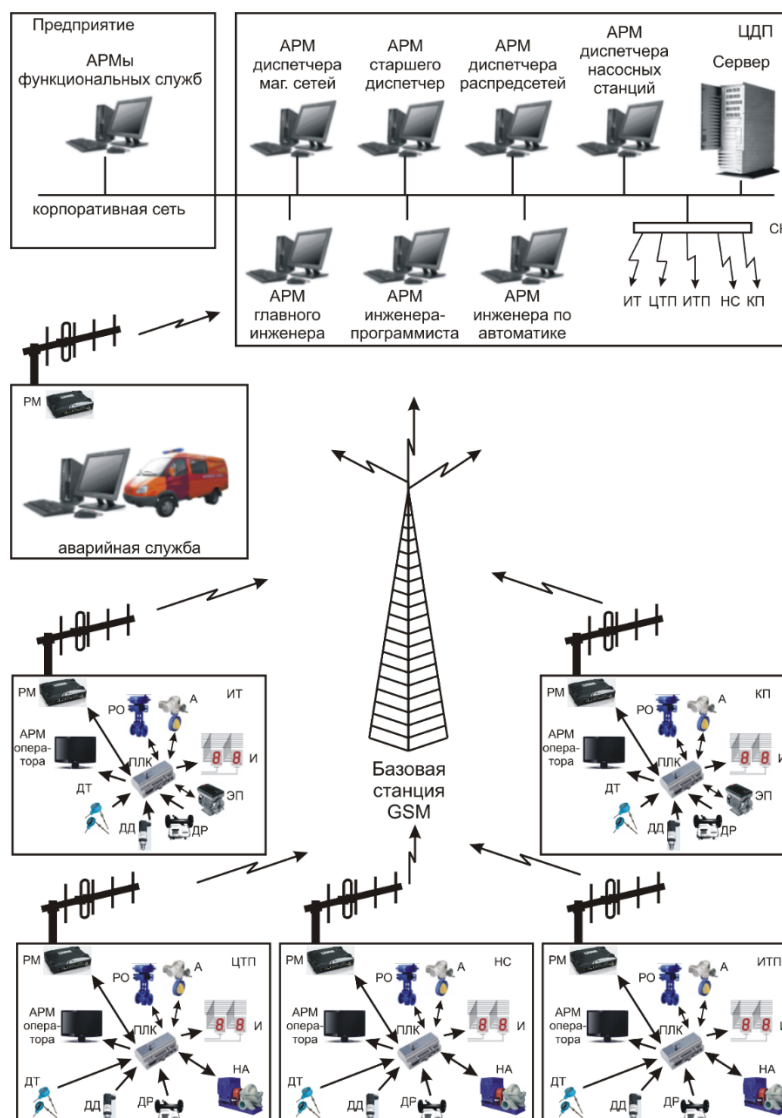 Предприятие
АРМы
функциональных служб
корпоративная сеть
ЦДП
АРМ
диспетчера
маг. сетей
АРМ
старшего
диспетчер
АРМ
диспетчера
распредсетей
АРМ
диспетчера
насосных
станций
Сервер
АРМ
главного
инженера
АРМ
инженера-
программиста
АРМ
инженера по
автоматике
ИТ
ЦТП
ИТП
НС
КП
РМ
аварийная служба
Базовая
станция
GSM
РМ
ИТ
РО
А
АРМ
опера-
тора
ПЛК
И
ДТ
ЭП
ДД
ДР
РМ
КП
РО
А
АРМ
опера-
тора
ПЛК
И
ДТ
ЭП
ДД
ДР
РМ
ЦТП
РО
А
АРМ
опера-
тора
ПЛК
И
ДТ
НА
ДД
ДР
РМ
НС
РО
А
АРМ
опера-
тора
ПЛК
И
ДТ
НА
ДД
ДР
РМ
ИТП
РО
А
АРМ
опера-
тора
ПЛК
ДТ
НА
ДД
ДР